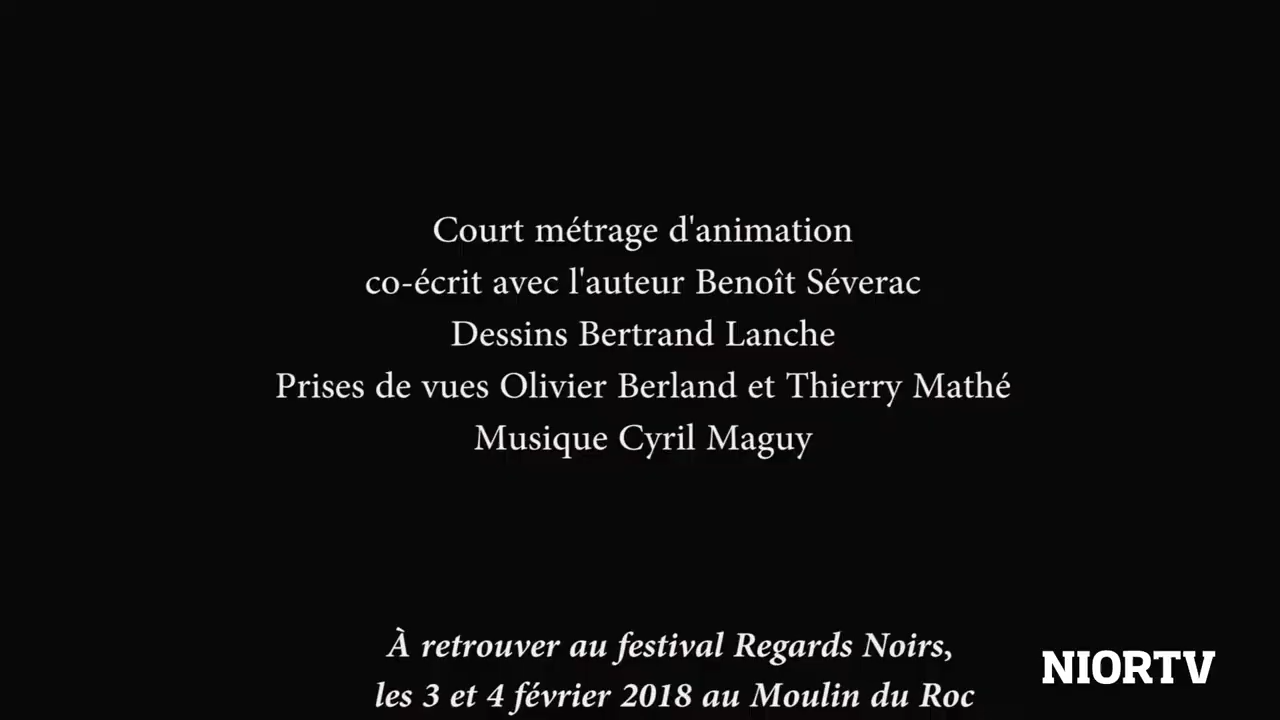 Court métrage d'animation
co-écrit avec l'auteur Benoît Séverac
Dessins Bertrand Lanche
Prises de vues Olivier Berland et Thierry Mathé
Musique Cyril Maguy
À retrouver au festival Regards Noirs,
les 3 et 4 février 2018 au Moulin du Roc
NIORTV